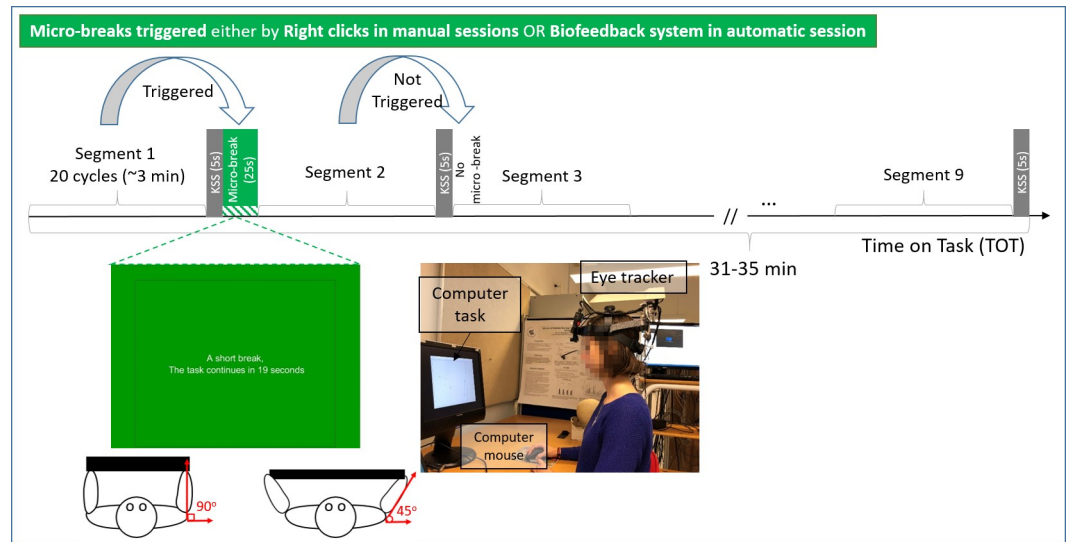 Micro-breaks triggered either by Right clicks in manual sessions OR Biofeedback system in automatic session
Triggered
Not
Triggered
Segment 1
20 cycles (~3 min)
KSS (5s)
Micro-break
(25s)
Segment 2
KSS (5s)
No
micro -break
Segment 3
...
Segment 9
KSS (5s)
//
Time on Task (TOT)
31-35 min
A short break,
The task continues in 19 seconds
Computer
task
Eye tracker
Computer
mouse
90°
45°